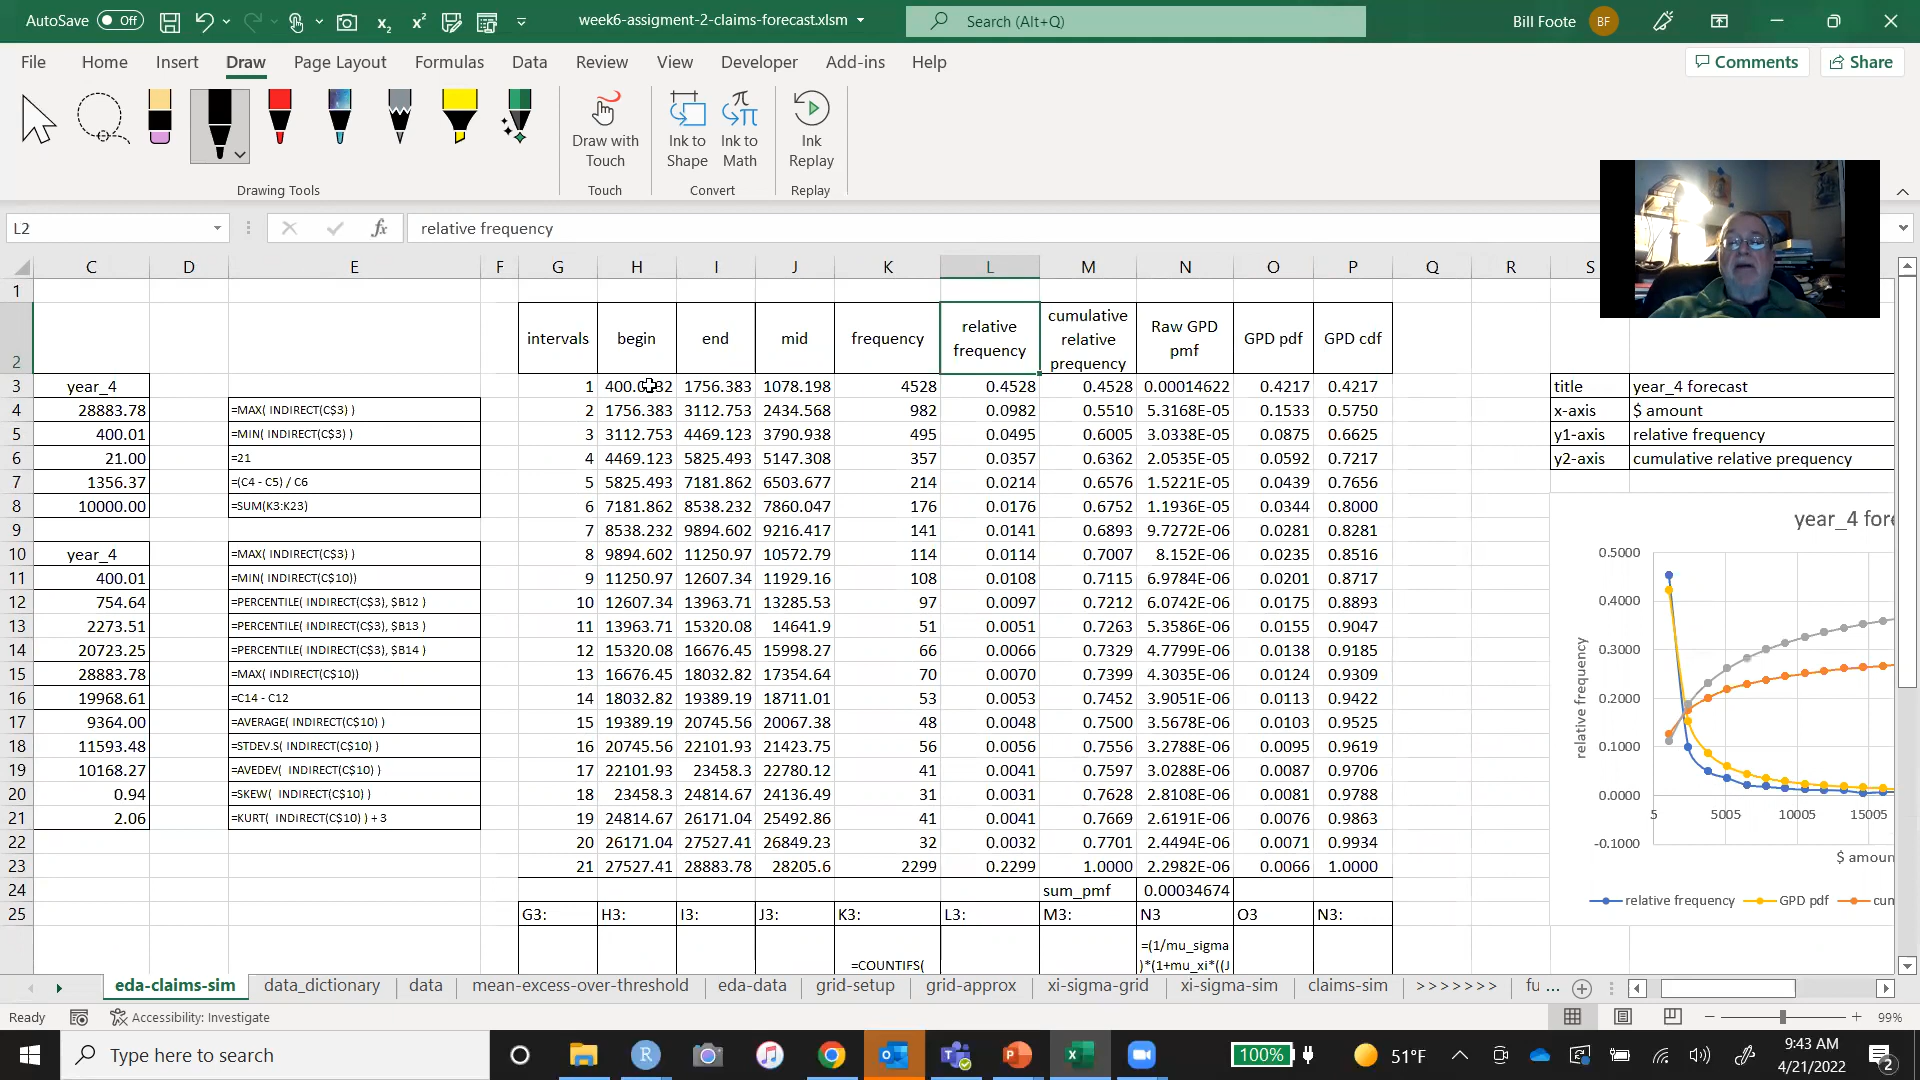 AutoSave Off week6-assigment-2-claims-forecast.xlsm Search (Alt+Q) Bill Foote BF
File Home Insert Draw Page Layout Formulas Data Review View Developer Add-ins Help Comments Share
Draw with Touch
Ink to Shape
Ink to Math
Ink Replay
Drawing Tools Touch Convert Replay
L2 fx relative frequency
C D E F G H I J K L M N O P Q R S
1
2 intervals begin end mid frequency relative frequency cumulative relative prequency Raw GPD pmf GPD pdf GPD cdf
3 year_4 1 1756.383 1078.198 4528 0.4528 0.4528 0.00014622 0.4217 0.4217 title year_4 forecast
4 28883.78 =MAX( INDIRECT(C$3) ) 2 1756.383 3112.753 2434.568 982 0.0982 0.5510 5.3168E-05 0.1533 0.5750 x-axis $ amount
5 400.01 =MIN( INDIRECT(C$3) ) 3 3112.753 4469.123 3790.938 495 0.0495 0.6005 3.0338E-05 0.0875 0.6625 y1-axis relative frequency
6 21.00 =21 4 4469.123 5825.493 5147.308 357 0.0357 0.6362 2.0535E-05 0.0592 0.7217 y2-axis cumulative relative prequency
7 1356.37 =(C4 - C5) / C6 5 5825.493 7181.862 6503.677 214 0.0214 0.6576 1.5221E-05 0.0439 0.7656
8 10000.00 =SUM(K3:K23) 6 7181.862 8538.232 7860.047 176 0.0176 0.6752 1.1936E-05 0.0344 0.8000
9 7 8538.232 9894.602 9216.417 141 0.0141 0.6893 9.7272E-06 0.0281 0.8281
10 year_4 =MAX( INDIRECT(C$3) ) 8 9894.602 11250.97 10572.79 114 0.0114 0.7007 8.152E-06 0.0235 0.8516
11 400.01 =MIN( INDIRECT(C$10)) 9 11250.97 12607.34 11929.16 108 0.0108 0.7115 6.9784E-06 0.0201 0.8717
12 754.64 =PERCENTILE( INDIRECT(C$3), $B12 ) 10 12607.34 13963.71 13285.53 97 0.0097 0.7212 6.0742E-06 0.0175 0.8893
13 2273.51 =PERCENTILE( INDIRECT(C$3), $B13 ) 11 13963.71 15320.08 14641.9 51 0.0051 0.7263 5.3586E-06 0.0155 0.9047
14 20723.25 =PERCENTILE( INDIRECT(C$3), $B14 ) 12 15320.08 16676.45 15998.27 66 0.0066 0.7329 4.7799E-06 0.0138 0.9185
15 28883.78 =MAX( INDIRECT(C$10)) 13 16676.45 18032.82 17354.64 70 0.0070 0.7399 4.3035E-06 0.0124 0.9309
16 19968.61 =C14 - C12 14 18032.82 19389.19 18711.01 53 0.0053 0.7452 3.9051E-06 0.0113 0.9422
17 9364.00 =AVERAGE( INDIRECT(C$10) ) 15 19389.19 20745.56 20067.38 48 0.0048 0.7500 3.5678E-06 0.0103 0.9525
18 11593.48 =STDEV.S( INDIRECT(C$10) ) 16 20745.56 22101.93 21423.75 56 0.0056 0.7556 3.2788E-06 0.0095 0.9619
19 10168.27 =AVEDEV( INDIRECT(C$10) ) 17 22101.93 23458.3 22780.12 41 0.0041 0.7597 3.0288E-06 0.0087 0.9706
20 0.94 =SKEW( INDIRECT(C$10) ) 18 23458.3 24814.67 24136.49 31 0.0031 0.7628 2.8108E-06 0.0081 0.9788
21 2.06 =KURT( INDIRECT(C$10) ) + 3 19 24814.67 26171.04 25492.86 41 0.0041 0.7669 2.6191E-06 0.0076 0.9863
22 20 26171.04 27527.41 26849.23 32 0.0032 0.7701 2.4494E-06 0.0071 0.9934
23 21 27527.41 28883.78 28205.6 2299 0.2299 1.0000 2.2982E-06 0.0066 1.0000
24 sum_pmf 0.00034674
25 G3: H3: I3: J3: K3: L3: M3: N3 O3 N3:
=COUNTIFS(
=(1/mu_sigma
)*(1+mu_xi*((J
year_4 fore
0.5000
0.4000
0.3000
0.2000
0.1000
0.0000
-0.1000
relative frequency
5 5005 10005 15005
$ amoun
relative frequency GPD pdf cun
eda-claims-sim data_dictionary data mean-excess-over-threshold eda-data grid-setup grid-approx xi-sigma-grid xi-sigma-sim claims-sim >>>>>>> fu ...
Ready Accessibility: Investigate 99%
Type here to search 100% 51°F 9:43 AM
4/21/2022 2